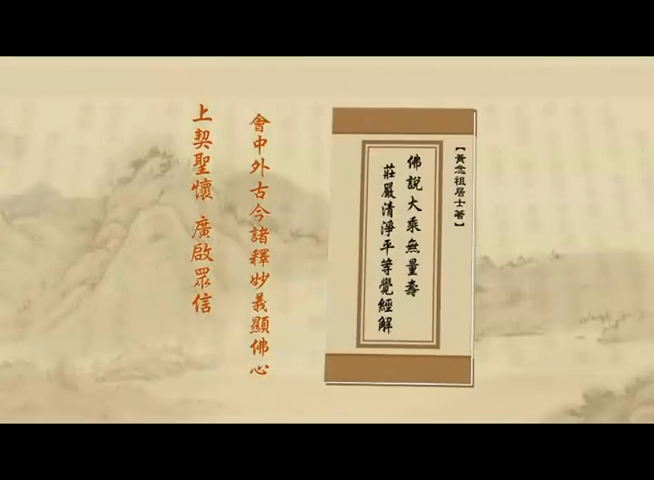 【黃念祖居士著】
佛說大乘無量壽
莊嚴清淨平等覺經解
會中外古今諸釋妙義顯佛心
上契聖懷 廣啟眾信